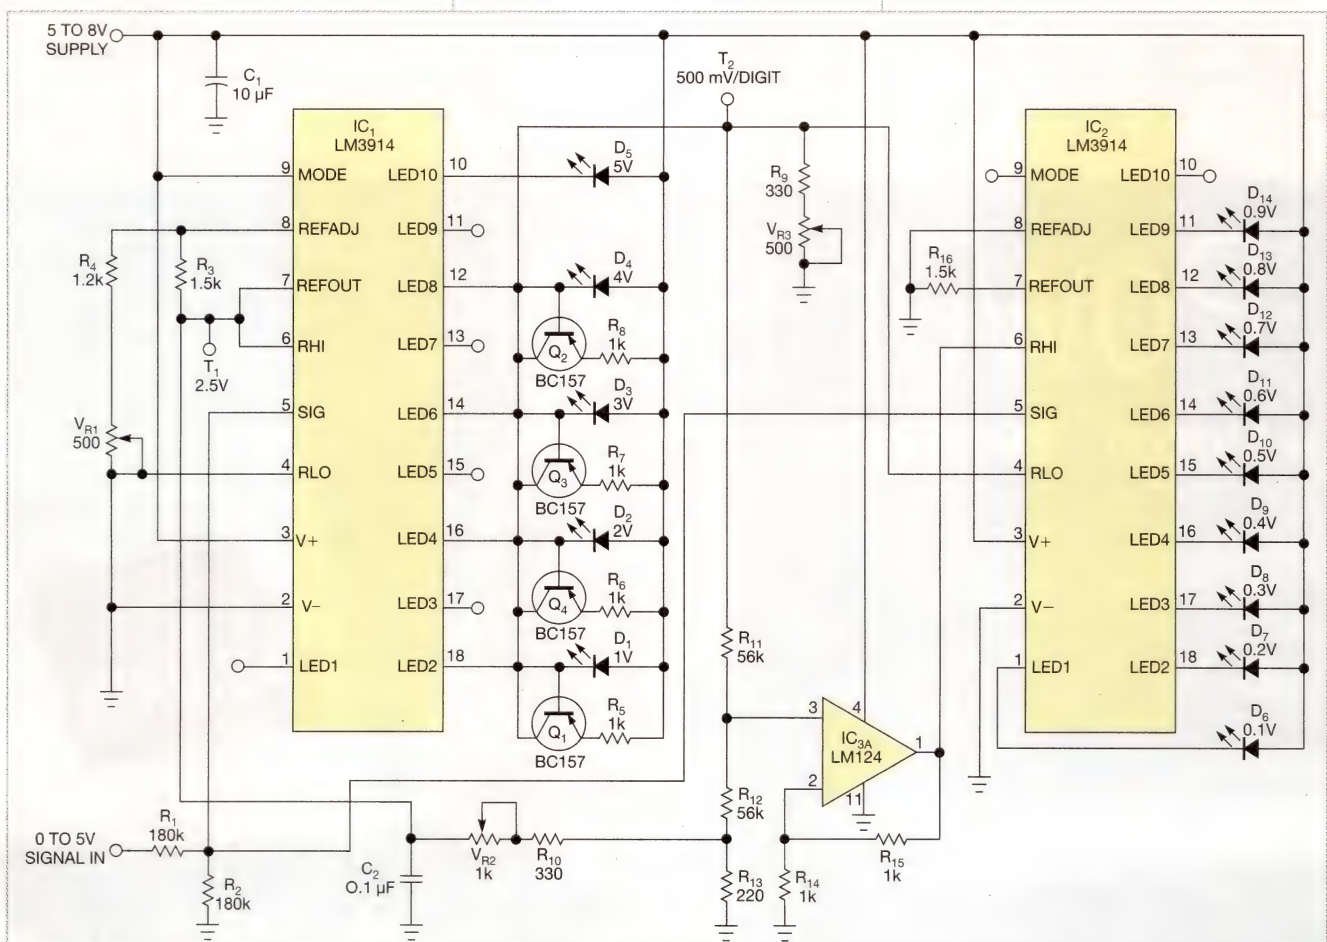 5 TO 8V
SUPPLY
C1
10 µF
T2
500 mV/DIGIT
IC1
LM3914
9 MODE LED10 10
8 REFADJ LED9 11
7 REFOUT LED8 12
6 RHI LED7 13
5 SIG LED6 14
4 RLO LED5 15
3 V+ LED4 16
2 V− LED3 17
1 LED1 LED2 18
R4
1.2k
R3
1.5k
T1
2.5V
VR1
500
D5
5V
D4
4V
R8
1k
Q2
BC157
D3
3V
R7
1k
Q3
BC157
D2
2V
R6
1k
Q4
BC157
D1
1V
R5
1k
Q1
BC157
R9
330
VR3
500
R16
1.5k
IC2
LM3914
9 MODE LED10 10
8 REFADJ LED9 11
7 REFOUT LED8 12
6 RHI LED7 13
5 SIG LED6 14
4 RLO LED5 15
3 V+ LED4 16
2 V− LED3 17
1 LED1 LED2 18
D14
0.9V
D13
0.8V
D12
0.7V
D11
0.6V
D10
0.5V
D9
0.4V
D8
0.3V
D7
0.2V
D6
0.1V
R11
56k
3 4
IC3A
LM124
1
2
11
R12
56k
R15
1k
R14
1k
R13
220
0 TO 5V
SIGNAL IN
R1
180k
R2
180k
C2
0.1 µF
VR2
1k
R10
330